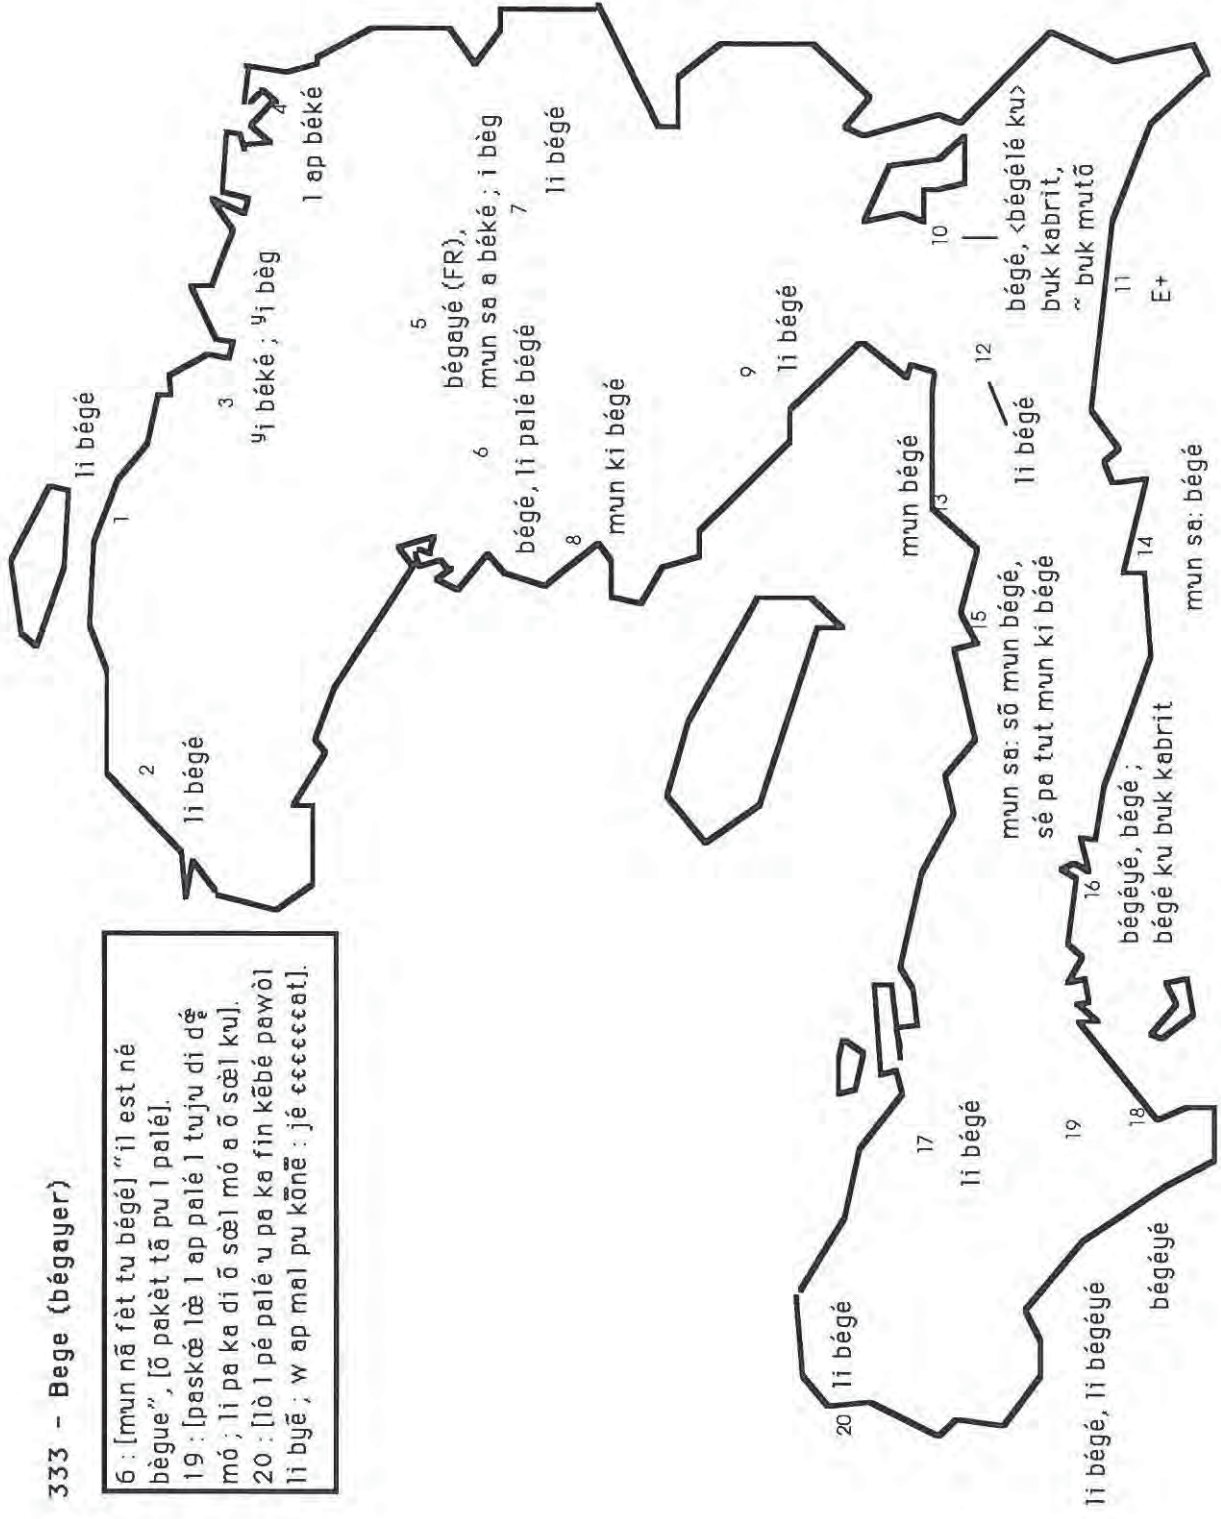 333 - Bege (bégayer)
6 : [mun nã fèt tu bégé] "il est né
bègue", [õ pakèt tã pu l palé].
19 : [paskœ lœ̀ l ap palé l tuju di dœ̃
mó ; li pa ka di õ sœ̀l mó a õ sœ̀l ku].
20 : [lò l pé palé u pa ka fin kẽbé pawòl
li byẽ ; w ap mal pu kõnẽ : jé εεεεεεat].
li bégé
1
2
li bégé
3
yi béké ; yi bèg
4
l ap béké
5
bégayé (FR),
mun sa a béké ; i bèg
6
bégé, li palé bégé
7
li bégé
8
mun ki bégé
9
li bégé
10
bégé, <bégélé ku>
buk kabrit,
~ buk mutõ
11
E+
12
li bégé
mun bégé
13
14
mun sa: bégé
15
mun sa: sõ mun bégé,
sé pa tut mun ki bégé
16
bégéyé, bégé ;
bégé ku buk kabrit
17
li bégé
18
bégéyé
19
li bégé, li bégéyé
20 li bégé